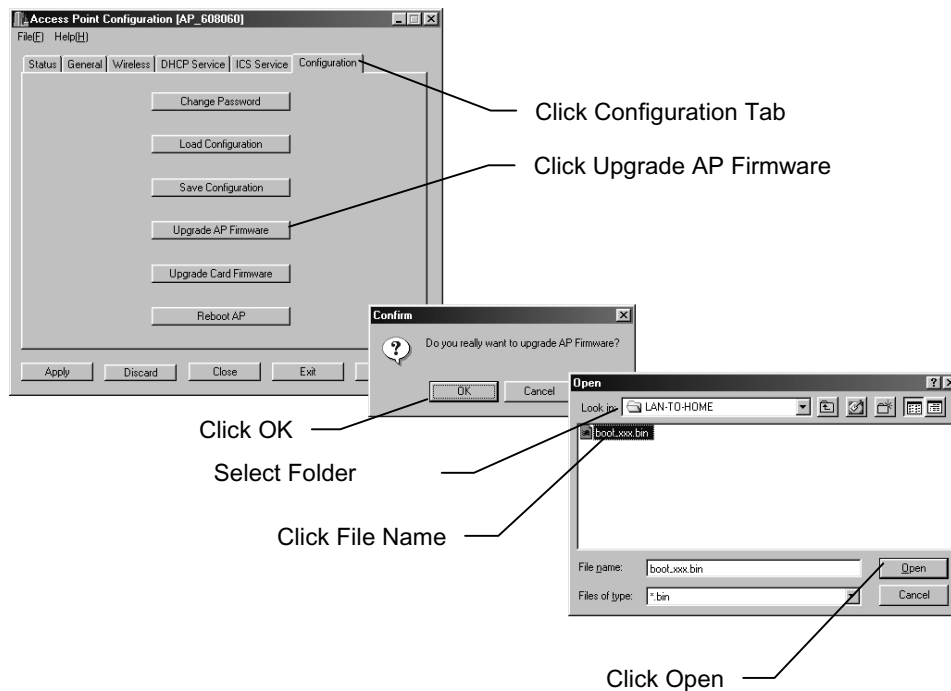 Access Point Configuration [AP_608060]
File(F) Help(H)
Status General Wireless DHCP Service ICS Service Configuration
Change Password
Load Configuration
Save Configuration
Upgrade AP Firmware
Upgrade Card Firmware
Reboot AP
Apply Discard Close Exit
Click Configuration Tab
Click Upgrade AP Firmware
Confirm
Do you really want to upgrade AP Firmware?
OK Cancel
Click OK
Select Folder
Click File Name
Open
Look in: LAN-TO-HOME
boot_xxx.bin
File name: boot_xxx.bin Open
Files of type: *.bin Cancel
Click Open